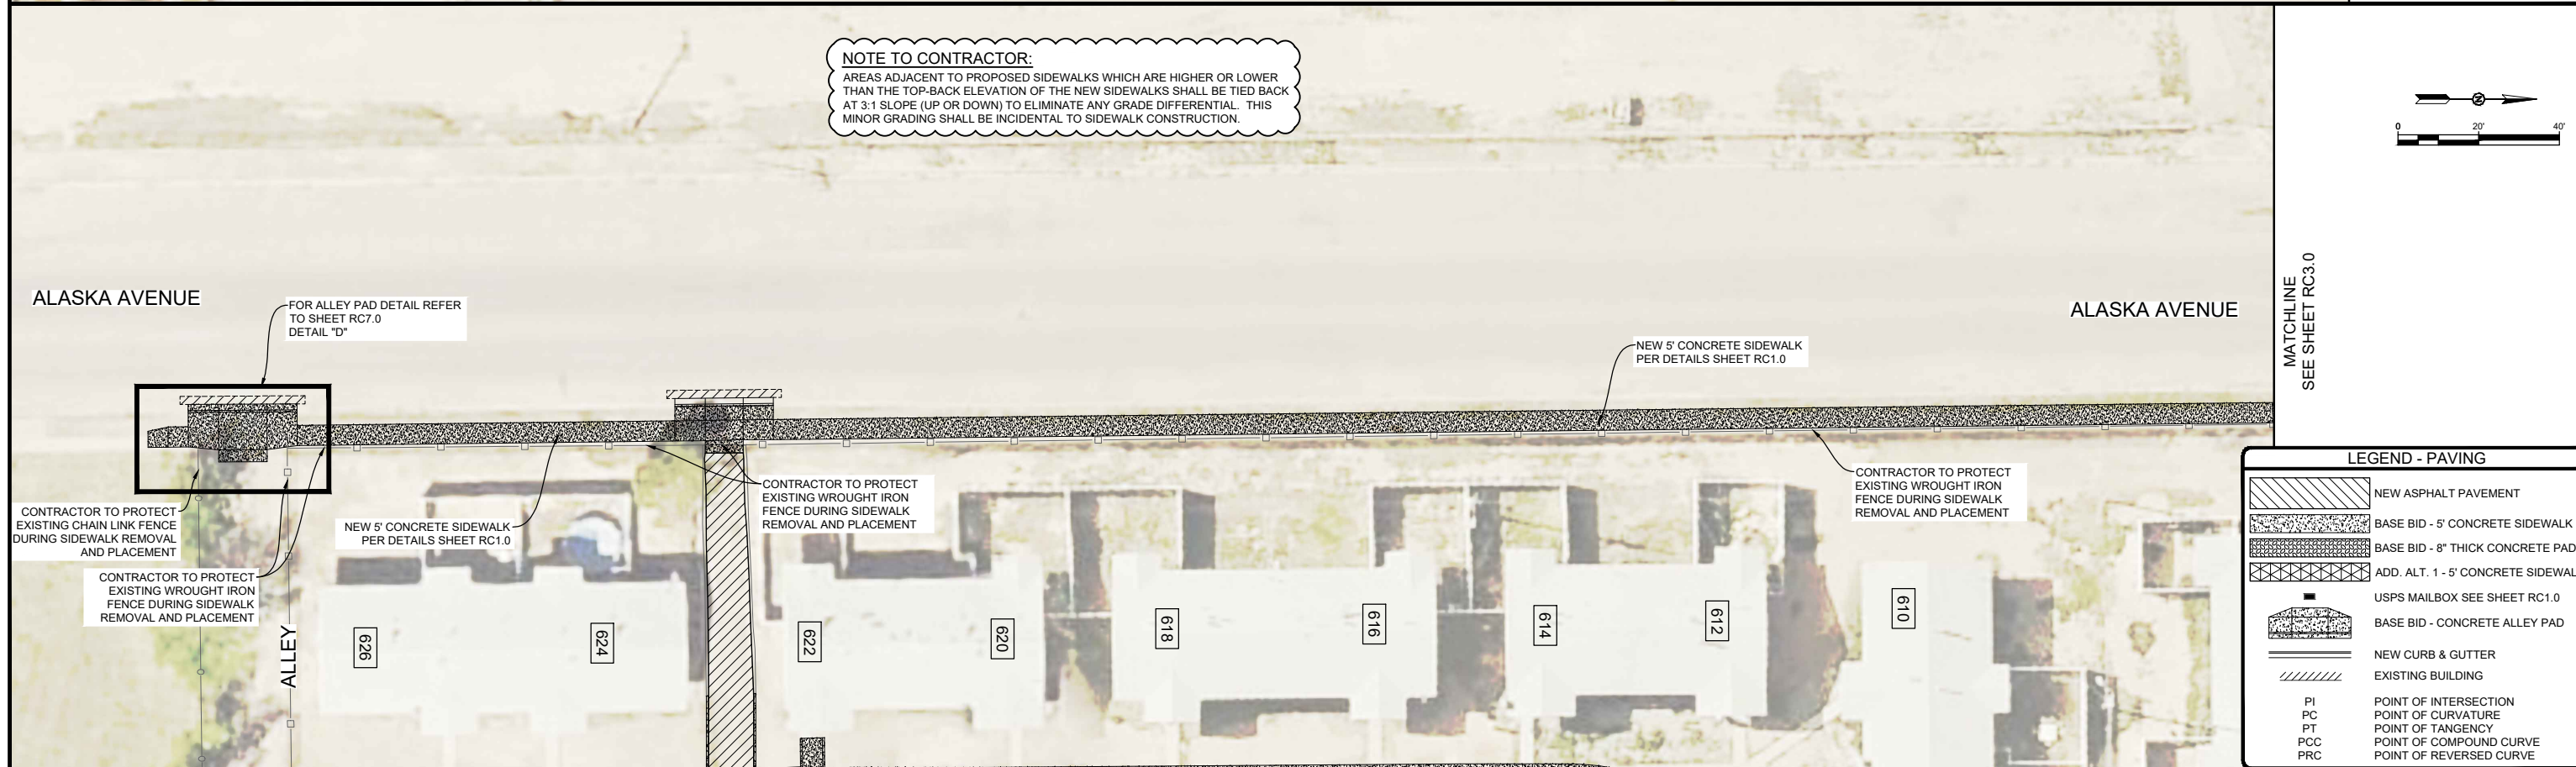 NOTE TO CONTRACTOR:
AREAS ADJACENT TO PROPOSED SIDEWALKS WHICH ARE HIGHER OR LOWER
THAN THE TOP-BACK ELEVATION OF THE NEW SIDEWALKS SHALL BE TIED BACK
AT 3:1 SLOPE (UP OR DOWN) TO ELIMINATE ANY GRADE DIFFERENTIAL. THIS
MINOR GRADING SHALL BE INCIDENTAL TO SIDEWALK CONSTRUCTION.
N
0 20' 40'
ALASKA AVENUE
FOR ALLEY PAD DETAIL REFER
TO SHEET RC7.0
DETAIL "D"
ALASKA AVENUE
MATCHLINE
SEE SHEET RC3.0
NEW 5' CONCRETE SIDEWALK
PER DETAILS SHEET RC1.0
CONTRACTOR TO PROTECT
EXISTING CHAIN LINK FENCE
DURING SIDEWALK REMOVAL
AND PLACEMENT
NEW 5' CONCRETE SIDEWALK
PER DETAILS SHEET RC1.0
CONTRACTOR TO PROTECT
EXISTING WROUGHT IRON
FENCE DURING SIDEWALK
REMOVAL AND PLACEMENT
CONTRACTOR TO PROTECT
EXISTING WROUGHT IRON
FENCE DURING SIDEWALK
REMOVAL AND PLACEMENT
CONTRACTOR TO PROTECT
EXISTING WROUGHT IRON
FENCE DURING SIDEWALK
REMOVAL AND PLACEMENT
ALLEY
626
624
622
620
618
616
614
612
610
LEGEND - PAVING
NEW ASPHALT PAVEMENT
BASE BID - 5' CONCRETE SIDEWALK
BASE BID - 8" THICK CONCRETE PAD
ADD. ALT. 1 - 5' CONCRETE SIDEWAL
USPS MAILBOX SEE SHEET RC1.0
BASE BID - CONCRETE ALLEY PAD
NEW CURB & GUTTER
EXISTING BUILDING
PI POINT OF INTERSECTION
PC POINT OF CURVATURE
PT POINT OF TANGENCY
PCC POINT OF COMPOUND CURVE
PRC POINT OF REVERSED CURVE